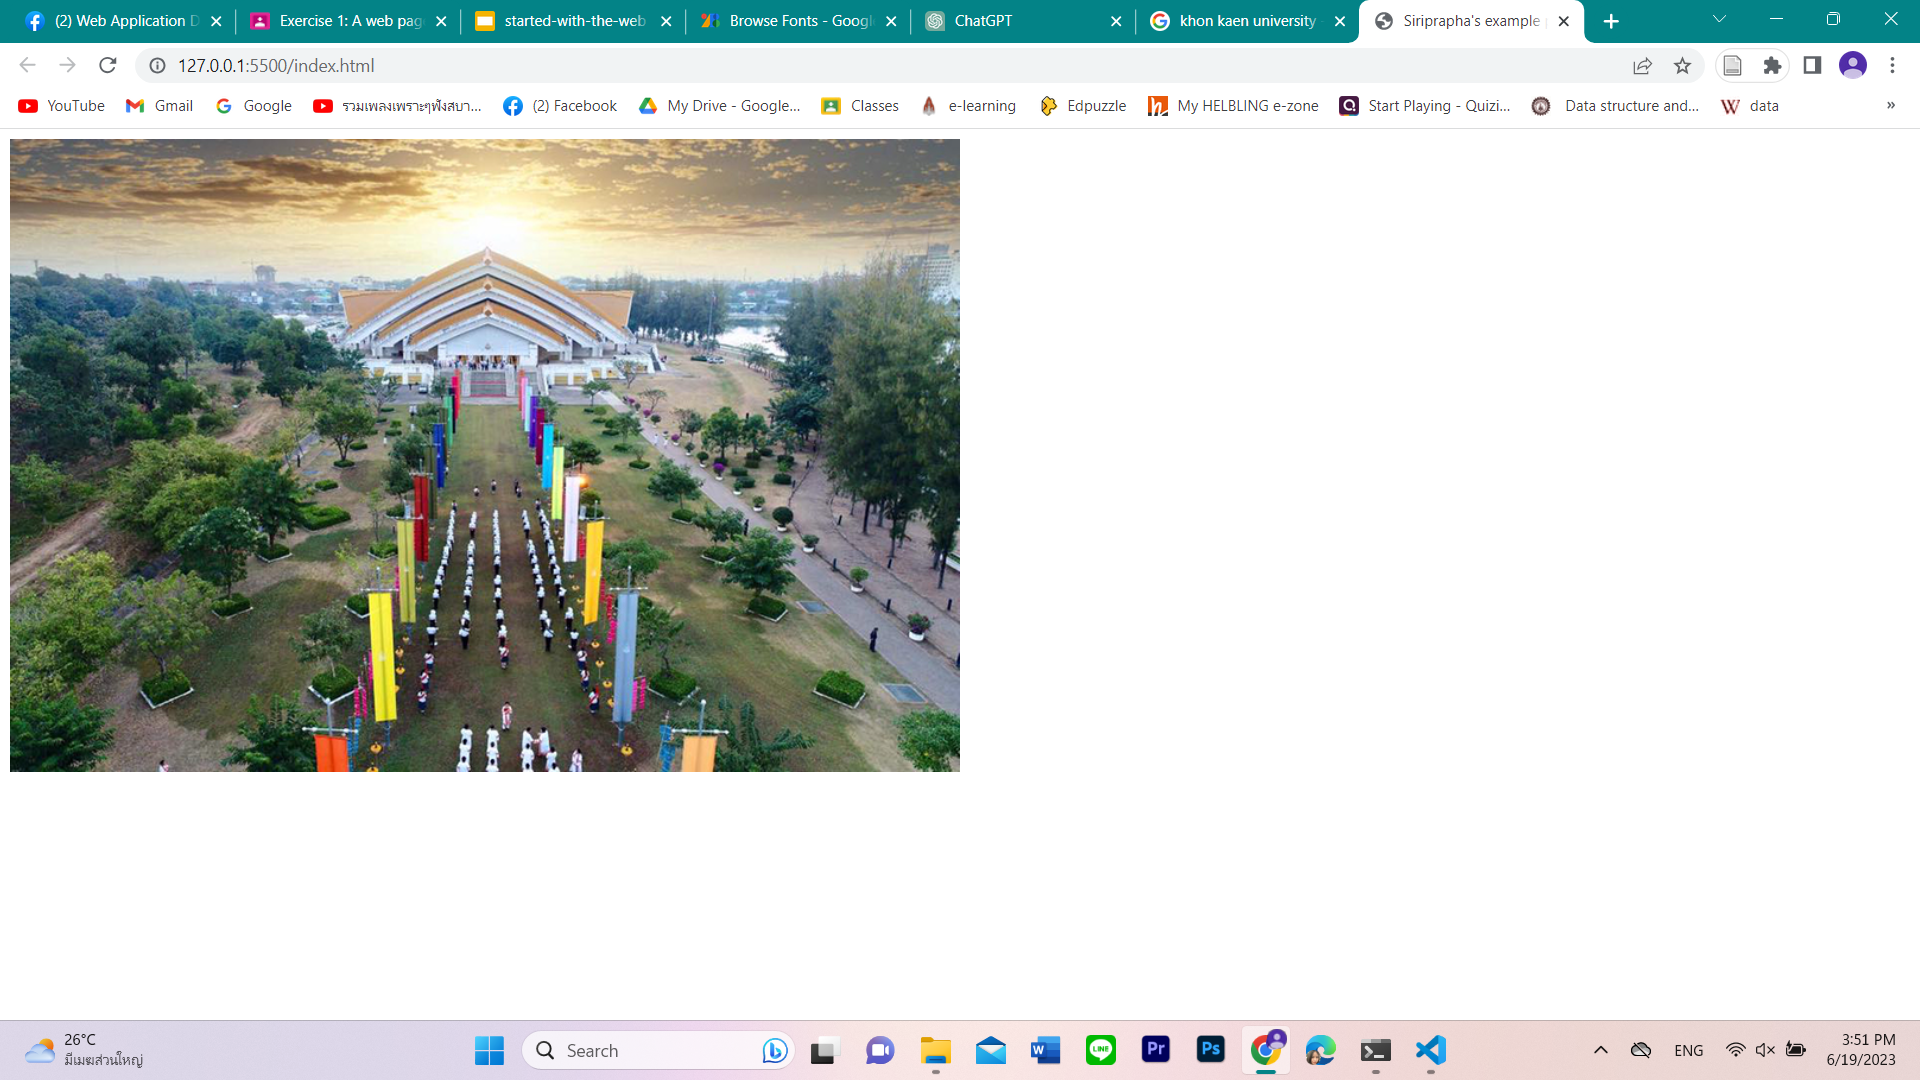 (2) Web Application D
Exercise 1: A web pag
started-with-the-web
Browse Fonts - Googl
ChatGPT
khon kaen university -
Siriprapha's example p
127.0.0.1:5500/index.html
YouTube
Gmail
Google
รวมเพลงเพราะๆฟังสบา...
(2) Facebook
My Drive - Google...
Classes
e-learning
Edpuzzle
My HELBLING e-zone
Start Playing - Quizi...
Data structure and...
data
»
26°C
มีเมฆส่วนใหญ่
Search
W
LINE
Pr
Ps
ENG
3:51 PM
6/19/2023